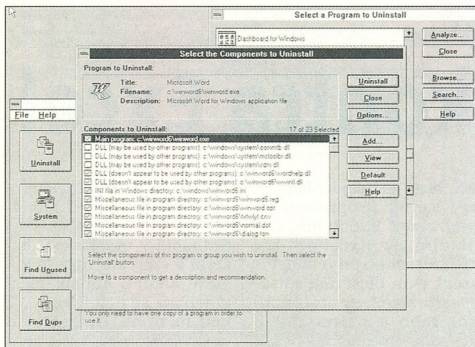 Select a Program to Uninstall
Dashboard for Windows
Analyze...
Close
Browse...
Search...
Help
Select the Components to Uninstall
Program to Uninstall:
Title: Microsoft Word
Filename: c:\winword6\winword.exe
Description: Microsoft Word for Windows application file
Uninstall
Close
Options...
Components to Uninstall: 17 of 23 Selected
Main program: c:\winword6\winword.exe
DLL (may be used by other programs): c:\windows\system\commtb.dll
DLL (may be used by other programs): c:\windows\system\
DLL (may be used by other programs): c:\windows\system\
DLL (doesn't appear to be used by other programs): c:\winword6\wordhelp.dll
DLL (doesn't appear to be used by other programs): c:\winword6\wwintl.dll
INI file in Windows directory: c:\windows\winword6.ini
Miscellaneous file in program directory: c:\winword6\winword6.reg
Miscellaneous file in program directory: c:\winword6\winword.opt
Miscellaneous file in program directory: c:\winword6\
Miscellaneous file in program directory: c:\winword6\normal.dot
Miscellaneous file in program directory: c:\winword6\dialog.fon
Add...
View
Default
Help
Select the components of this program or group you wish to uninstall. Then select the
'Uninstall' button.
Move to a component to get a description and recommendation.
File Help
Uninstall
System
Find Unused
Find Dups
You only need to have one copy of a program in order to
use it.